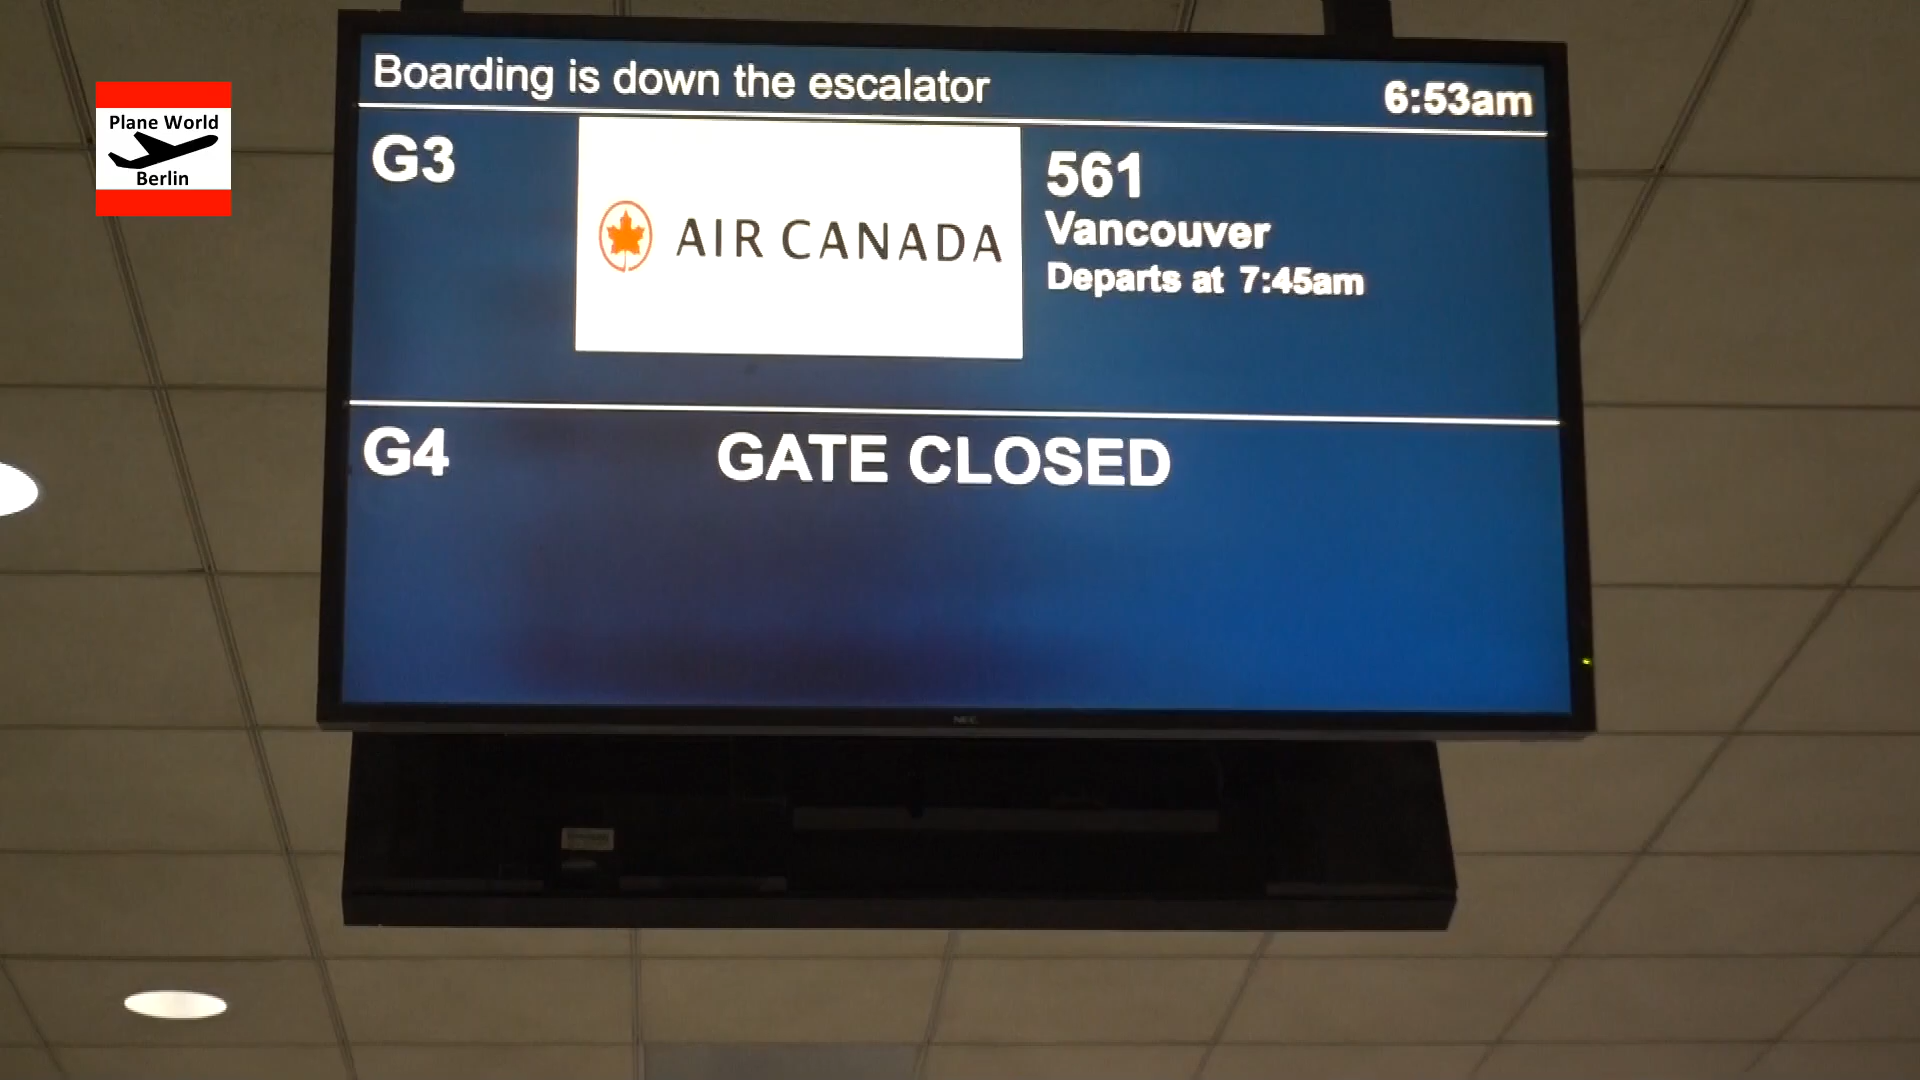 Plane World
Berlin
Boarding is down the escalator
6:53am
G3
AIR CANADA
561
Vancouver
Departs at 7:45am
G4
GATE CLOSED
NEC